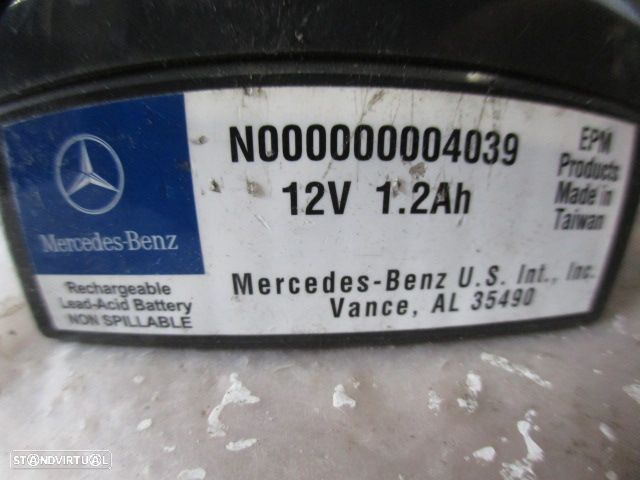 Mercedes-Benz
Rechargeable
Lead-Acid Battery
NON SPILLABLE
N000000004039
12V 1.2Ah
Mercedes-Benz U.S. Int., Inc.
Vance, AL 35490
EPM
Products
Made in
Taiwan
STANDVIRTUAL